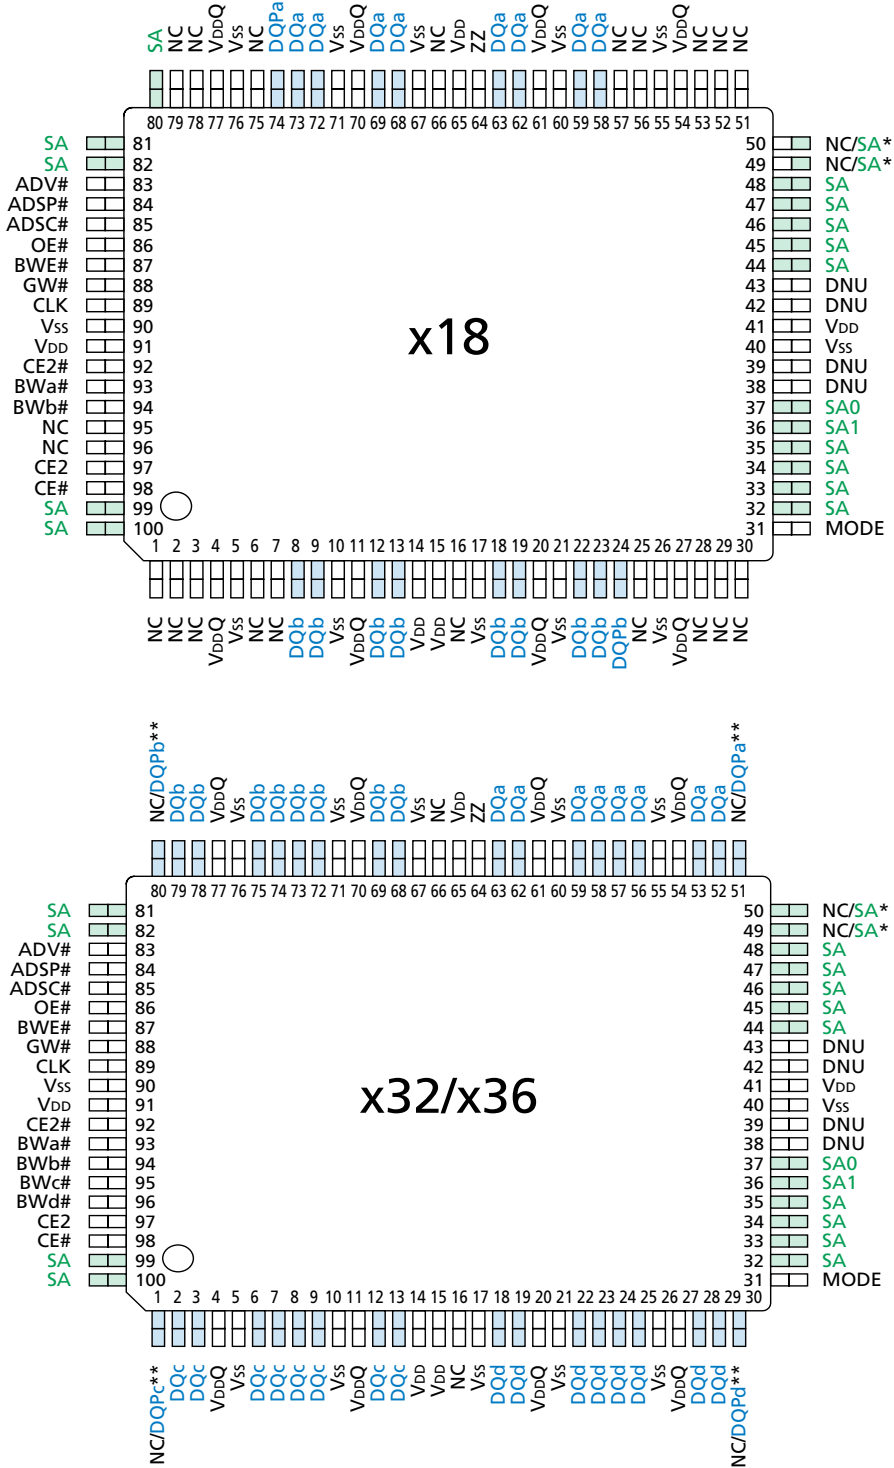 SA NC NC VDDQ VSS NC DQPa DQa DQa VSS VDDQ DQa DQa VSS NC VDD ZZ DQa DQa VDDQ VSS DQa DQa NC NC VSS VDDQ NC NC NC
80 79 78 77 76 75 74 73 72 71 70 69 68 67 66 65 64 63 62 61 60 59 58 57 56 55 54 53 52 51
SA 81 50 NC/SA*
SA 82 49 NC/SA*
ADV# 83 48 SA
ADSP# 84 47 SA
ADSC# 85 46 SA
OE# 86 45 SA
BWE# 87 44 SA
GW# 88 43 DNU
CLK 89 42 DNU
VSS 90 41 VDD
x18
VDD 91 40 VSS
CE2# 92 39 DNU
BWa# 93 38 DNU
BWb# 94 37 SA0
NC 95 36 SA1
NC 96 35 SA
CE2 97 34 SA
CE# 98 33 SA
SA 99 32 SA
SA 100 31 MODE
1 2 3 4 5 6 7 8 9 10 11 12 13 14 15 16 17 18 19 20 21 22 23 24 25 26 27 28 29 30
NC NC NC VDDQ VSS NC NC DQb DQb VSS VDDQ DQb DQb VDD VDD NC VSS DQb DQb VDDQ VSS DQb DQb DQPb NC VSS VDDQ NC NC NC
NC/DQPb** DQb DQb VDDQ VSS DQb DQb DQb DQb VSS VDDQ DQb DQb VSS NC VDD ZZ DQa DQa VDDQ VSS DQa DQa DQa DQa VSS VDDQ DQa DQa NC/DQPa**
80 79 78 77 76 75 74 73 72 71 70 69 68 67 66 65 64 63 62 61 60 59 58 57 56 55 54 53 52 51
SA 81 50 NC/SA*
SA 82 49 NC/SA*
ADV# 83 48 SA
ADSP# 84 47 SA
ADSC# 85 46 SA
OE# 86 45 SA
BWE# 87 44 SA
GW# 88 43 DNU
CLK 89 42 DNU
VSS 90 41 VDD
x32/x36
VDD 91 40 VSS
CE2# 92 39 DNU
BWa# 93 38 DNU
BWb# 94 37 SA0
BWc# 95 36 SA1
BWd# 96 35 SA
CE2 97 34 SA
CE# 98 33 SA
SA 99 32 SA
SA 100 31 MODE
1 2 3 4 5 6 7 8 9 10 11 12 13 14 15 16 17 18 19 20 21 22 23 24 25 26 27 28 29 30
NC/DQPc** DQc DQc VDDQ VSS DQc DQc DQc DQc VSS VDDQ DQc DQc VDD VDD NC VSS DQd DQd VDDQ VSS DQd DQd DQd DQd VSS VDDQ DQd DQd NC/DQPd**